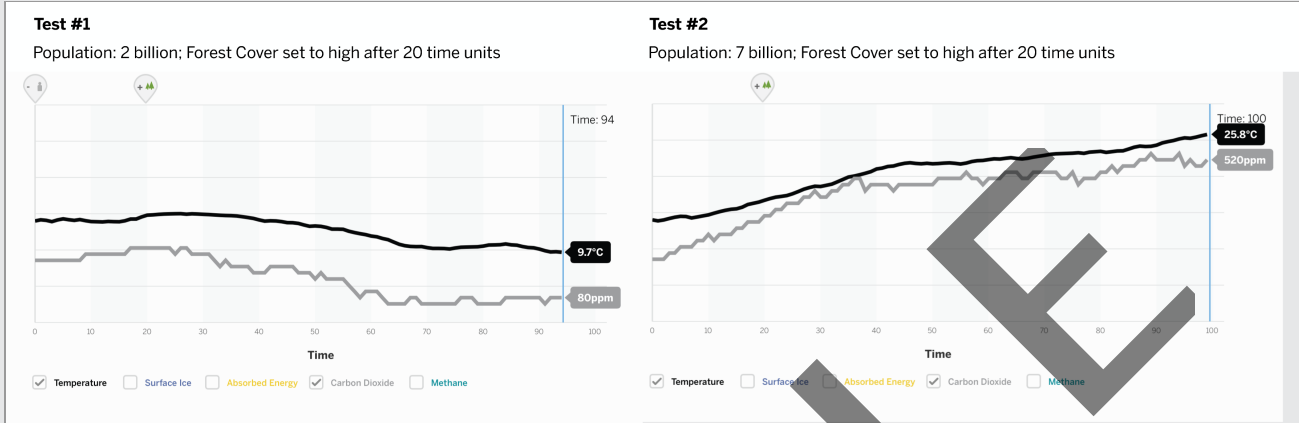 Test #1
Population: 2 billion; Forest Cover set to high after 20 time units
-
+
Time: 94
9.7°C
80ppm
0 10 20 30 40 50 60 70 80 90 100
Time
Temperature Surface Ice Absorbed Energy Carbon Dioxide Methane
Test #2
Population: 7 billion; Forest Cover set to high after 20 time units
+
Time: 100
25.8°C
520ppm
0 10 20 30 40 50 60 70 80 90 100
Time
Temperature Surface Ice Absorbed Energy Carbon Dioxide Methane
E